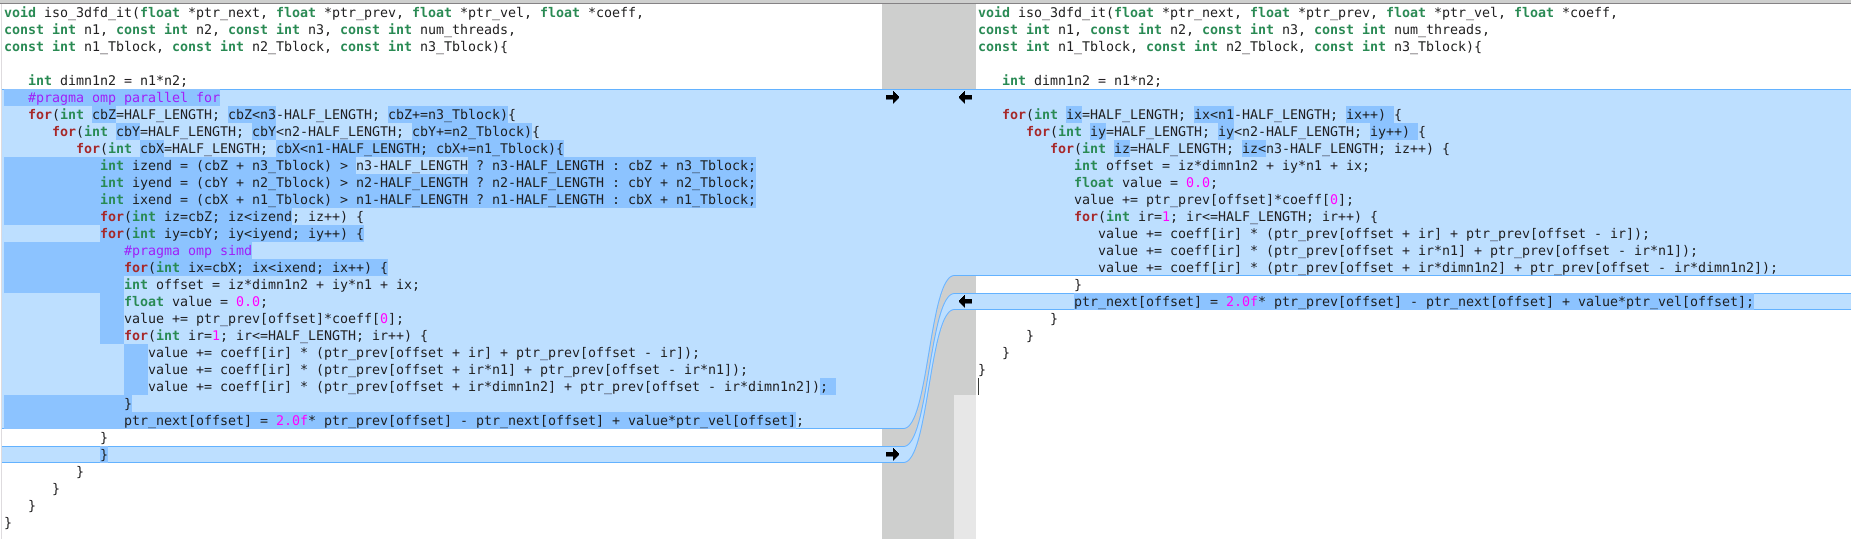 void iso_3dfd_it(float *ptr_next, float *ptr_prev, float *ptr_vel, float *coeff,
const int n1, const int n2, const int n3, const int num_threads,
const int n1_Tblock, const int n2_Tblock, const int n3_Tblock){
int dimn1n2 = n1*n2;
#pragma omp parallel for
for(int cbZ=HALF_LENGTH; cbZ<n3-HALF_LENGTH; cbZ+=n3_Tblock){
for(int cbY=HALF_LENGTH; cbY<n2-HALF_LENGTH; cbY+=n2_Tblock){
for(int cbX=HALF_LENGTH; cbX<n1-HALF_LENGTH; cbX+=n1_Tblock){
int izend = (cbZ + n3_Tblock) > n3-HALF_LENGTH ? n3-HALF_LENGTH : cbZ + n3_Tblock;
int iyend = (cbY + n2_Tblock) > n2-HALF_LENGTH ? n2-HALF_LENGTH : cbY + n2_Tblock;
int ixend = (cbX + n1_Tblock) > n1-HALF_LENGTH ? n1-HALF_LENGTH : cbX + n1_Tblock;
for(int iz=cbZ; iz<izend; iz++) {
for(int iy=cbY; iy<iyend; iy++) {
#pragma omp simd
for(int ix=cbX; ix<ixend; ix++) {
int offset = iz*dimn1n2 + iy*n1 + ix;
float value = 0.0;
value += ptr_prev[offset]*coeff[0];
for(int ir=1; ir<=HALF_LENGTH; ir++) {
value += coeff[ir] * (ptr_prev[offset + ir] + ptr_prev[offset - ir]);
value += coeff[ir] * (ptr_prev[offset + ir*n1] + ptr_prev[offset - ir*n1]);
value += coeff[ir] * (ptr_prev[offset + ir*dimn1n2] + ptr_prev[offset - ir*dimn1n2]);
}
ptr_next[offset] = 2.0f* ptr_prev[offset] - ptr_next[offset] + value*ptr_vel[offset];
}
}
}
}
}
}
void iso_3dfd_it(float *ptr_next, float *ptr_prev, float *ptr_vel, float *coeff,
const int n1, const int n2, const int n3, const int num_threads,
const int n1_Tblock, const int n2_Tblock, const int n3_Tblock){
int dimn1n2 = n1*n2;
for(int ix=HALF_LENGTH; ix<n1-HALF_LENGTH; ix++) {
for(int iy=HALF_LENGTH; iy<n2-HALF_LENGTH; iy++) {
for(int iz=HALF_LENGTH; iz<n3-HALF_LENGTH; iz++) {
int offset = iz*dimn1n2 + iy*n1 + ix;
float value = 0.0;
value += ptr_prev[offset]*coeff[0];
for(int ir=1; ir<=HALF_LENGTH; ir++) {
value += coeff[ir] * (ptr_prev[offset + ir] + ptr_prev[offset - ir]);
value += coeff[ir] * (ptr_prev[offset + ir*n1] + ptr_prev[offset - ir*n1]);
value += coeff[ir] * (ptr_prev[offset + ir*dimn1n2] + ptr_prev[offset - ir*dimn1n2]);
}
ptr_next[offset] = 2.0f* ptr_prev[offset] - ptr_next[offset] + value*ptr_vel[offset];
}
}
}
}